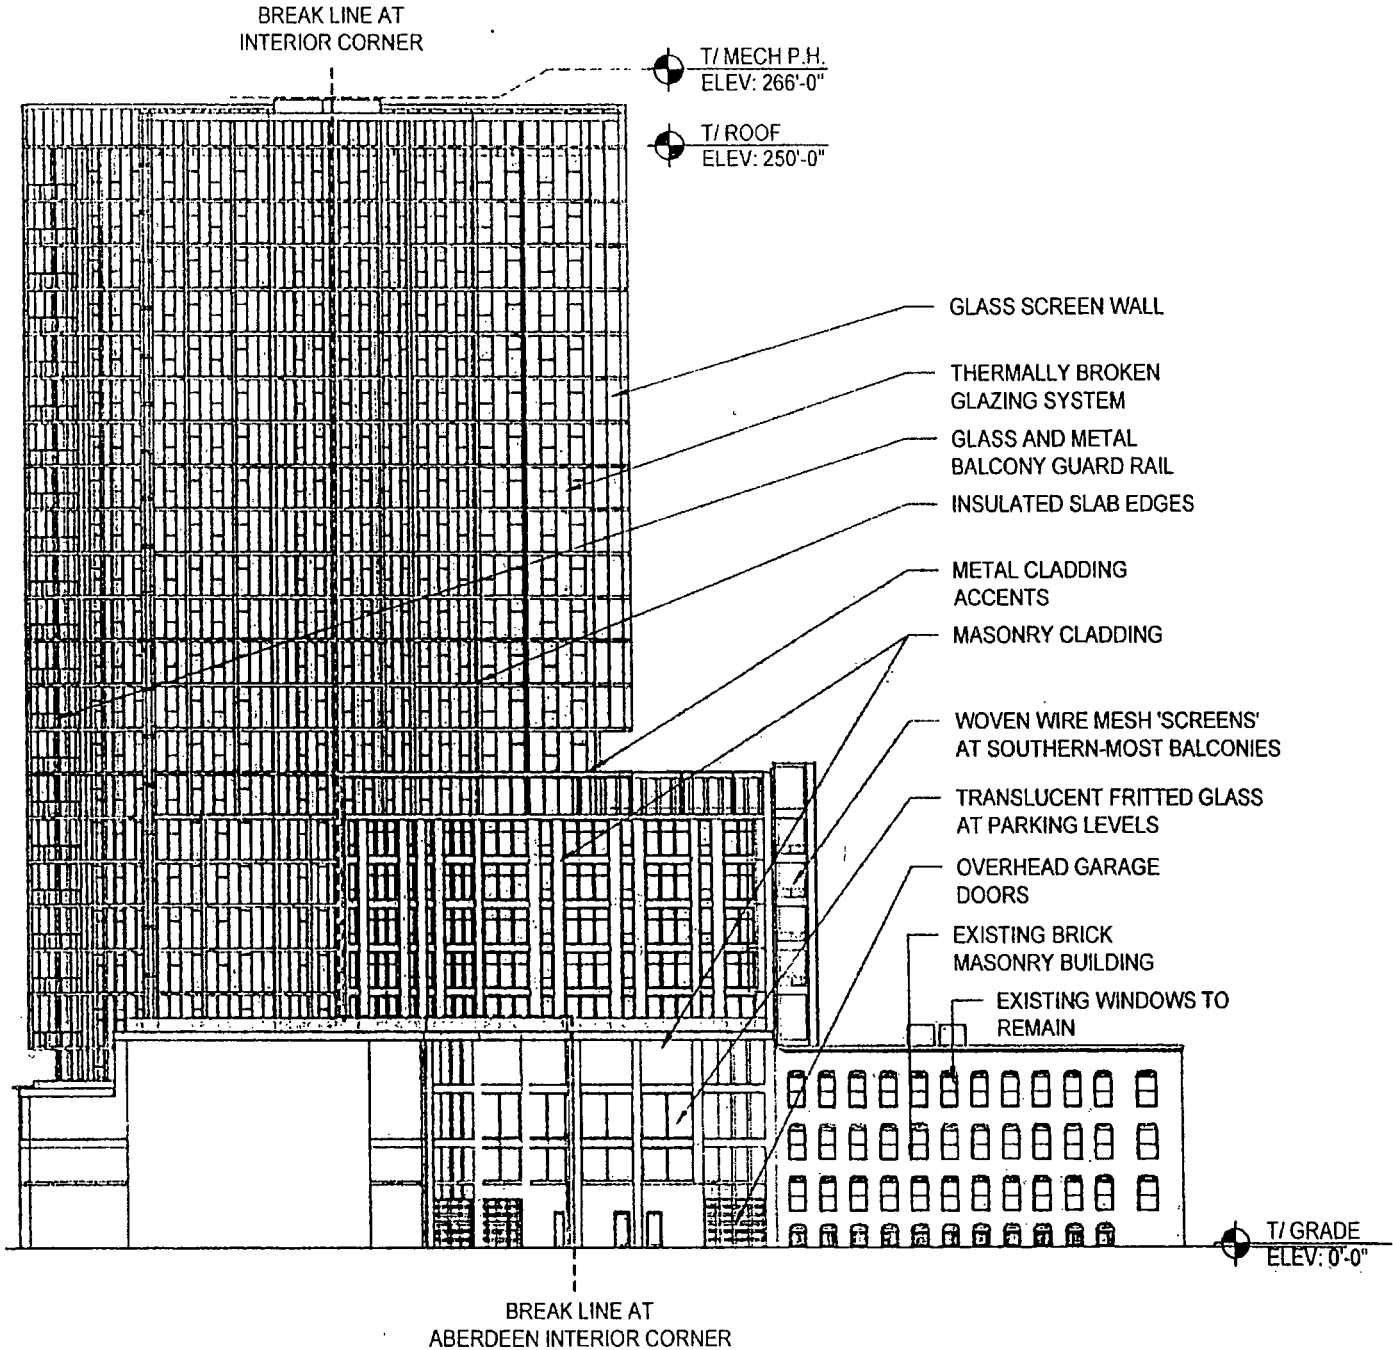 BREAK LINE AT
INTERIOR CORNER
T/ MECH P.H.
ELEV: 266'-0"
T/ ROOF
ELEV: 250'-0"
GLASS SCREEN WALL
THERMALLY BROKEN
GLAZING SYSTEM
GLASS AND METAL
BALCONY GUARD RAIL
INSULATED SLAB EDGES
METAL CLADDING
ACCENTS
MASONRY CLADDING
WOVEN WIRE MESH 'SCREENS'
AT SOUTHERN-MOST BALCONIES
TRANSLUCENT FRITTED GLASS
AT PARKING LEVELS
OVERHEAD GARAGE
DOORS
EXISTING BRICK
MASONRY BUILDING
EXISTING WINDOWS TO
REMAIN
T/ GRADE
ELEV: 0'-0"
BREAK LINE AT
ABERDEEN INTERIOR CORNER